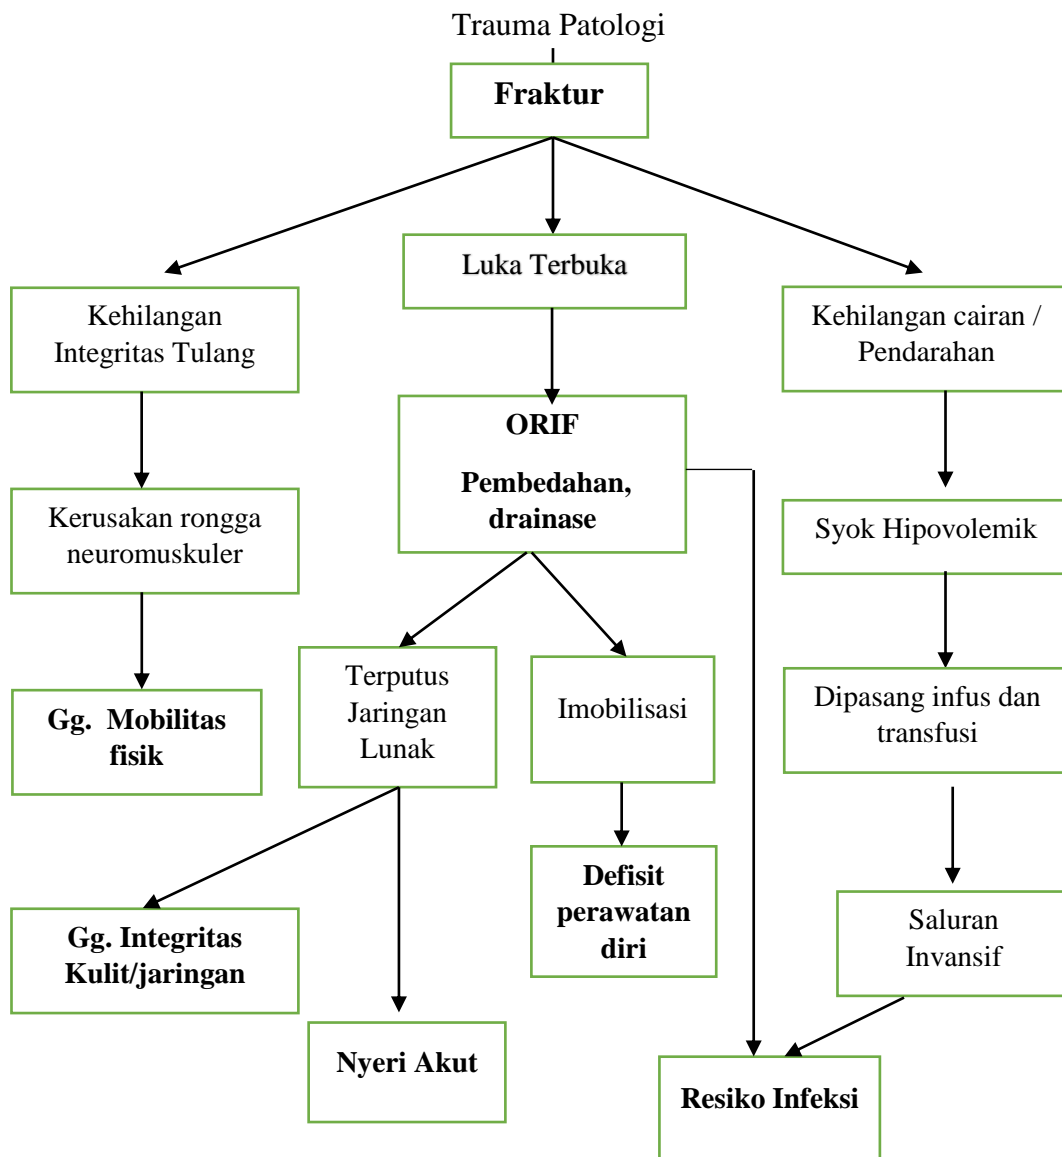 Trauma Patologi
Fraktur
Luka Terbuka
Kehilangan
Integritas Tulang
Kehilangan cairan /
Pendarahan
ORIF
Pembedahan,
drainase
Kerusakan rongga
neuromuskuler
Syok Hipovolemik
Terputus
Jaringan
Lunak
Imobilisasi
Dipasang infus dan
transfusi
Gg. Mobilitas
fisik
Defisit
perawatan
diri
Gg. Integritas
Kulit/jaringan
Saluran
Invansif
Nyeri Akut
Resiko Infeksi